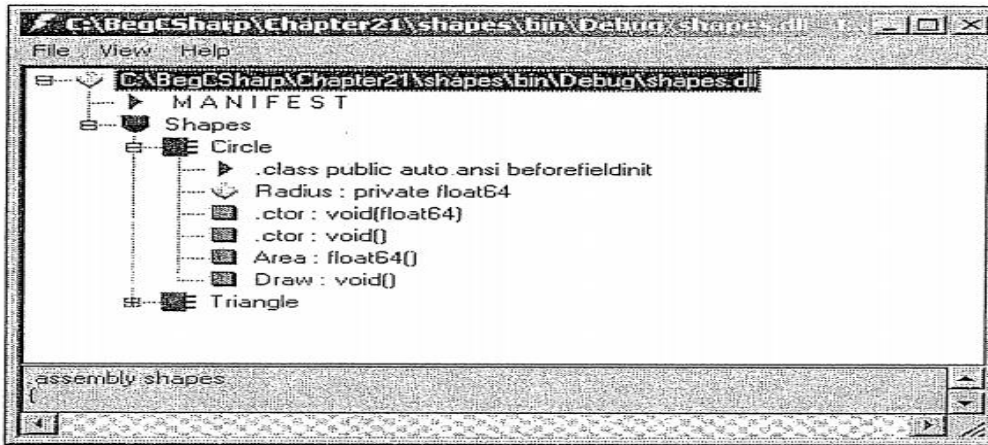 C:\BegCSharp\Chapter21\shapes\bin\Debug\shapes.dll
File View Help
C:\BegCSharp\Chapter21\shapes\bin\Debug\shapes.dll
MANIFEST
Shapes
Circle
.class public auto ansi beforefieldinit
Radius : private float64
.ctor : void(float64)
.ctor : void()
Area : float64()
Draw : void()
Triangle
.assembly shapes
{